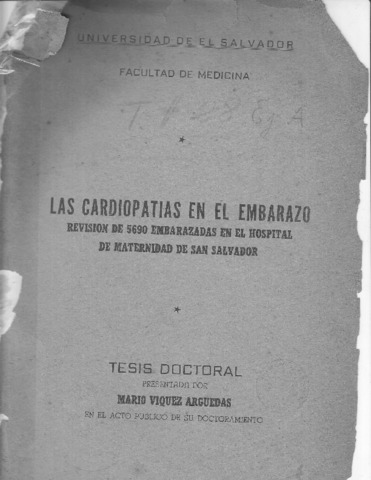 UNIVERSIDAD DE EL SALVADOR
FACULTAD DE MEDICINA
*
LAS CARDIOPATIAS EN EL EMBARAZO
REVISION DE 5690 EMBARAZADAS EN EL HOSPITAL
DE MATERNIDAD DE SAN SALVADOR
*
TESIS DOCTORAL
PRESENTADO POR
MARIO VIQUEZ ARGUEDAS
EN EL ACTO PUBLICO DE SU DOCTORAMIENTO